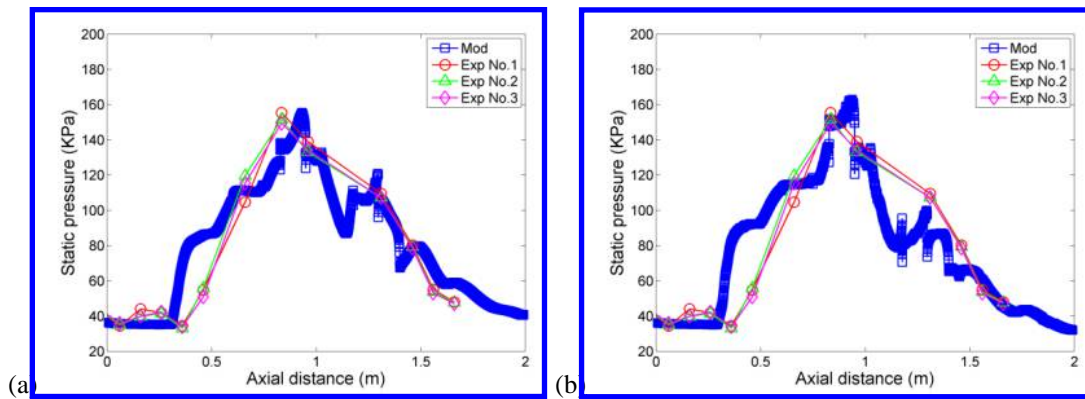 200
180
160
140
120
100
80
60
40
20
Static pressure (KPa)
Mod
Exp No.1
Exp No.2
Exp No.3
0
0.5
1
1.5
2
Axial distance (m)
(a)
200
180
160
140
120
100
80
60
40
20
Static pressure (KPa)
Mod
Exp No.1
Exp No.2
Exp No.3
0
0.5
1
1.5
2
Axial distance (m)
(b)